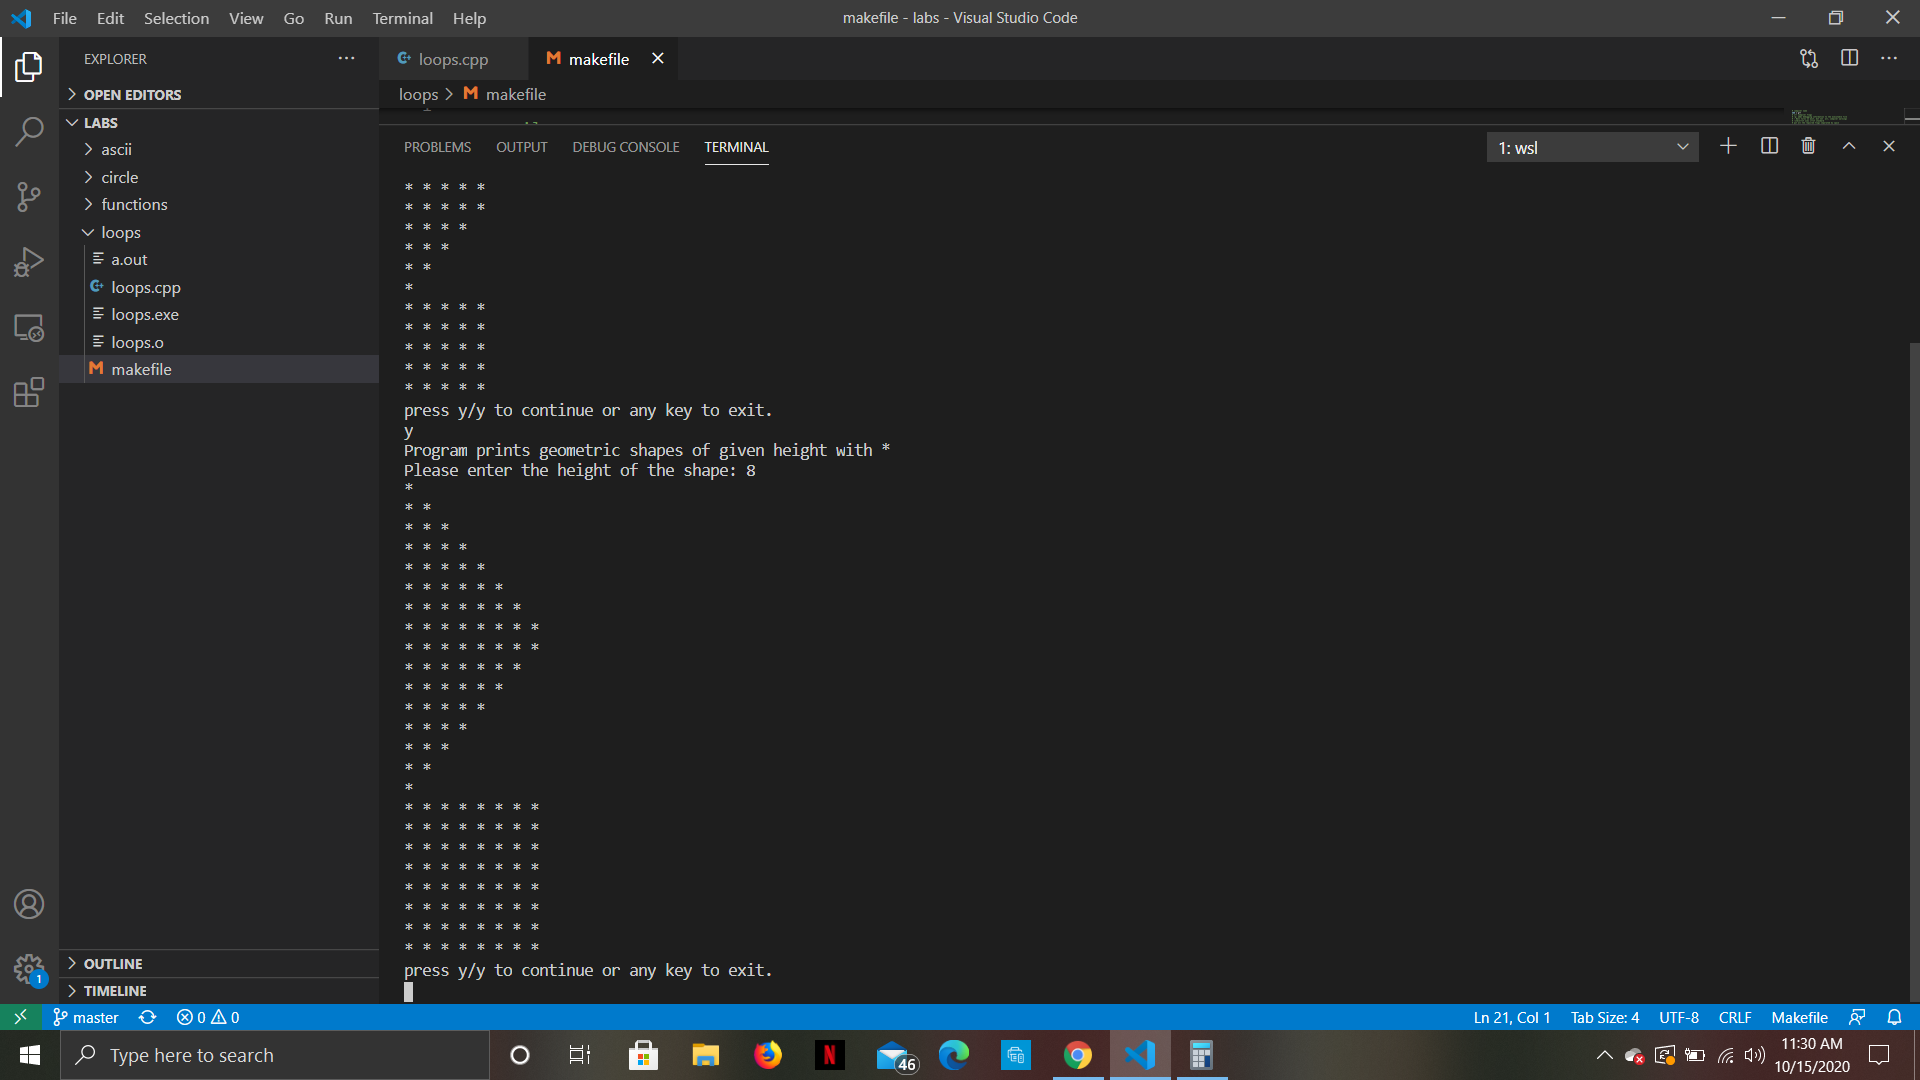 File Edit Selection View Go Run Terminal Help
makefile - labs - Visual Studio Code
EXPLORER
loops.cpp
makefile
OPEN EDITORS
loops > makefile
LABS
ascii
circle
functions
loops
a.out
loops.cpp
loops.exe
loops.o
makefile
OUTLINE
TIMELINE
PROBLEMS OUTPUT DEBUG CONSOLE TERMINAL
1: wsl
* * * * *
* * * * *
* * * *
* * *
* *
*
* * * * *
* * * * *
* * * * *
* * * * *
* * * * *
press y/y to continue or any key to exit.
y
Program prints geometric shapes of given height with *
Please enter the height of the shape: 8
*
* *
* * *
* * * *
* * * * *
* * * * * *
* * * * * * *
* * * * * * * *
* * * * * * * *
* * * * * * *
* * * * * *
* * * * *
* * * *
* * *
* *
*
* * * * * * * *
* * * * * * * *
* * * * * * * *
* * * * * * * *
* * * * * * * *
* * * * * * * *
* * * * * * * *
* * * * * * * *
press y/y to continue or any key to exit.
1
master 0 0
Ln 21, Col 1 Tab Size: 4 UTF-8 CRLF Makefile
Type here to search
N
46
11:30 AM
10/15/2020